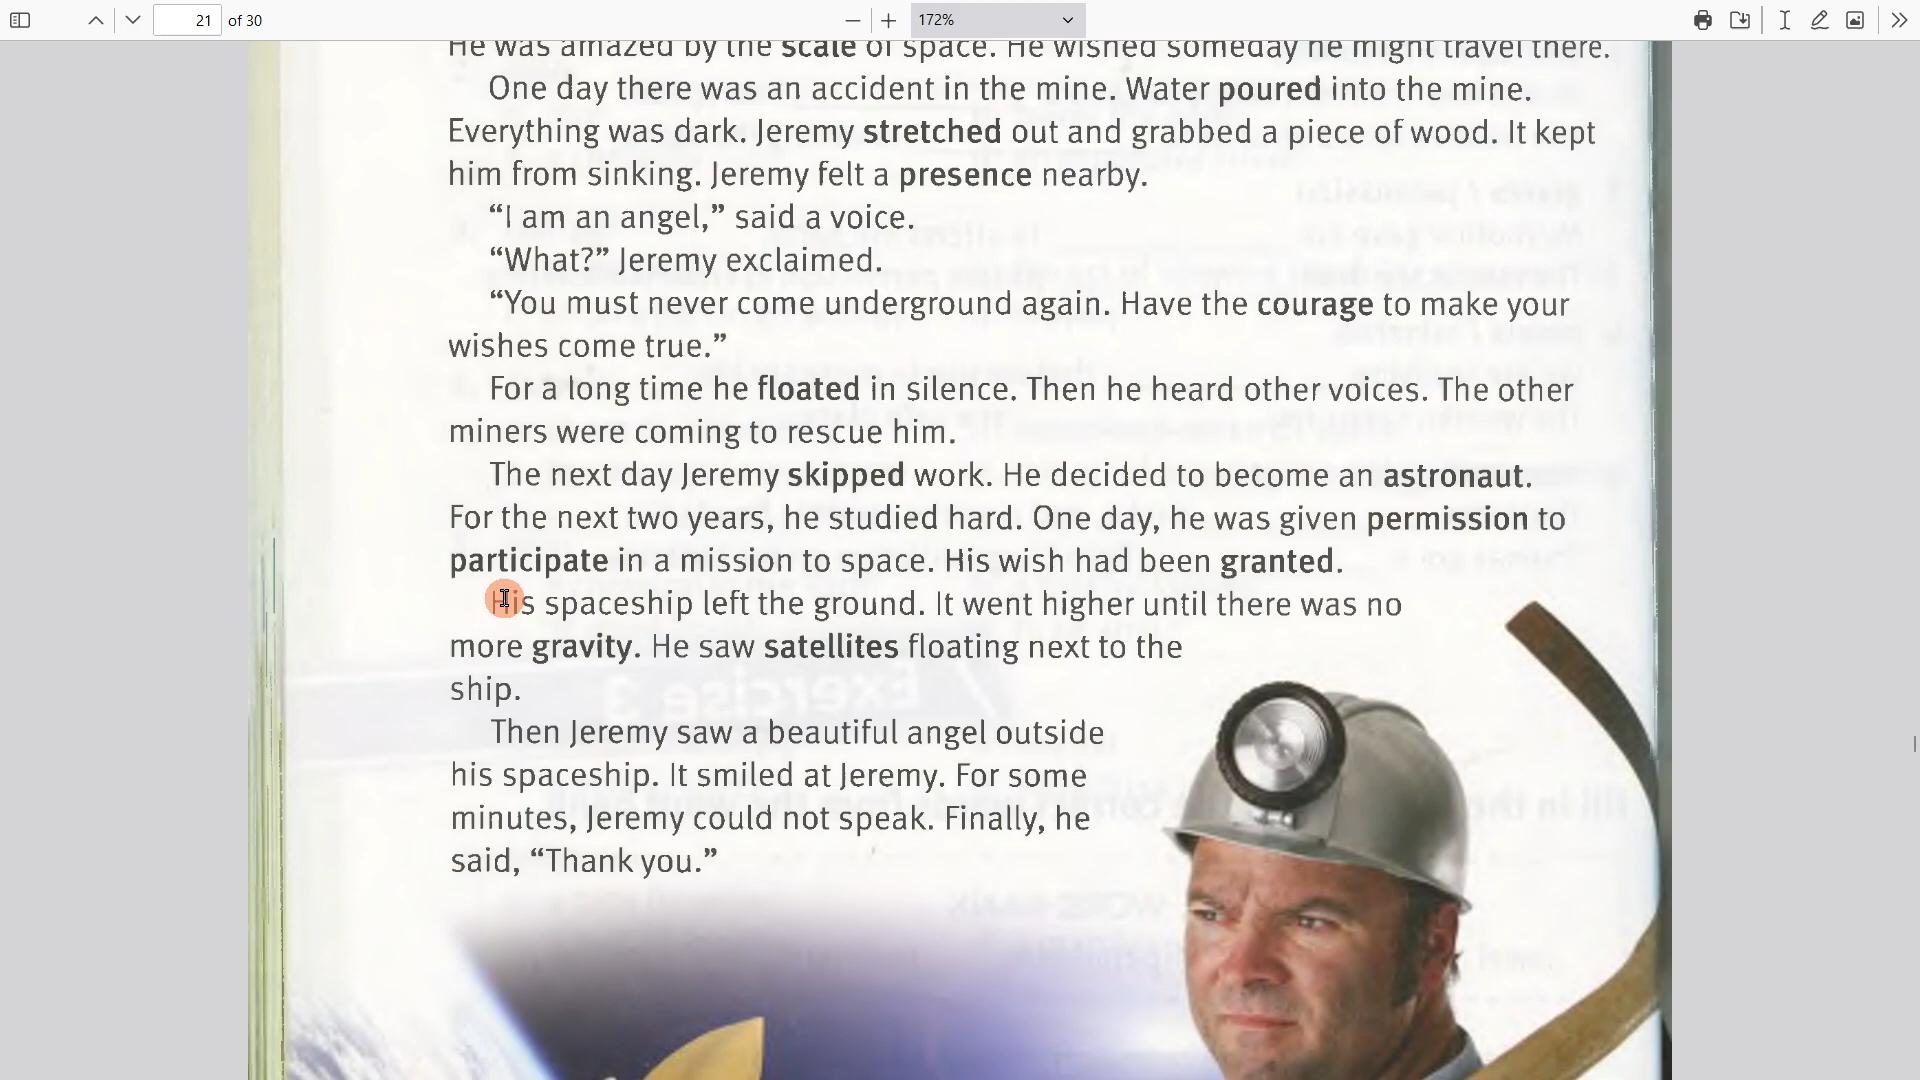 21 of 30
172%
He was amazed by the scale of space. He wished someday he might travel there.
One day there was an accident in the mine. Water poured into the mine.
Everything was dark. Jeremy stretched out and grabbed a piece of wood. It kept
him from sinking. Jeremy felt a presence nearby.
“I am an angel,” said a voice.
“What?” Jeremy exclaimed.
“You must never come underground again. Have the courage to make your
wishes come true.”
For a long time he floated in silence. Then he heard other voices. The other
miners were coming to rescue him.
The next day Jeremy skipped work. He decided to become an astronaut.
For the next two years, he studied hard. One day, he was given permission to
participate in a mission to space. His wish had been granted.
His spaceship left the ground. It went higher until there was no
more gravity. He saw satellites floating next to the
ship.
Then Jeremy saw a beautiful angel outside
his spaceship. It smiled at Jeremy. For some
minutes, Jeremy could not speak. Finally, he
said, “Thank you.”